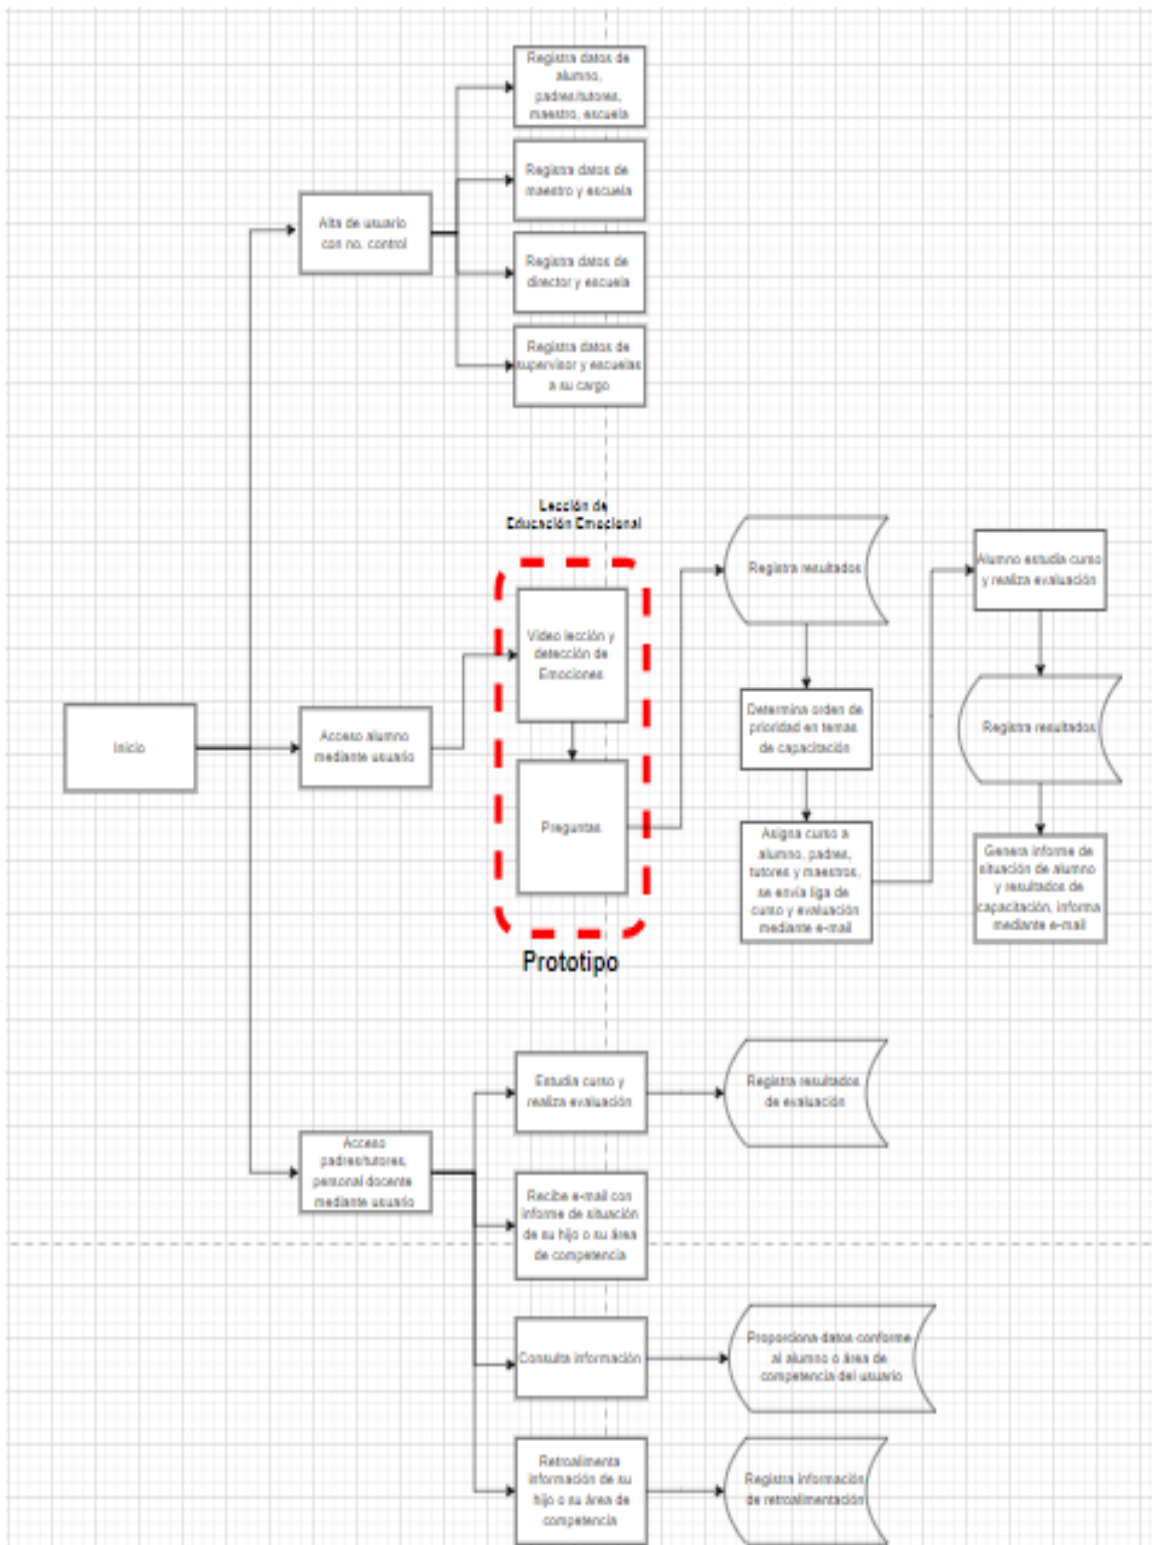 Registra datos de
alumno,
padres/tutores,
maestro, escuela
Registra datos de
maestro y escuela
Alta de usuario
con no. control
Registra datos de
director y escuela
Registra datos de
supervisor y escuelas
a su cargo
Lección de
Educación Emocional
Video lección y
detección de
Emociones
Preguntas
Prototipo
Inicio
Acceso alumno
mediante usuario
Registra resultados
Determina orden de
prioridad en temas
de capacitación
Asigna curso a
alumno, padres,
tutores y maestros,
se envía liga de
curso y evaluación
mediante e-mail
Alumno estudia curso
y realiza evaluación
Registra resultados
Genera informe de
situación de alumno
y resultados de
capacitación, informa
mediante e-mail
Acceso
padres/tutores,
personal docente
mediante usuario
Estudia curso y
realiza evaluación
Registra resultados
de evaluación
Recibe e-mail con
informe de situación
de su hijo o su área
de competencia
Consulta información
Proporciona datos conforme
al alumno o área de
competencia del usuario
Retroalimenta
información de su
hijo o su área de
competencia
Registra información
de retroalimentación